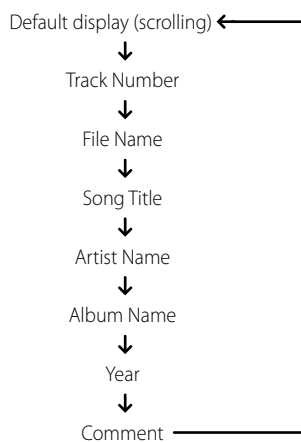 Default display (scrolling)
Track Number
File Name
Song Title
Artist Name
Album Name
Year
Comment